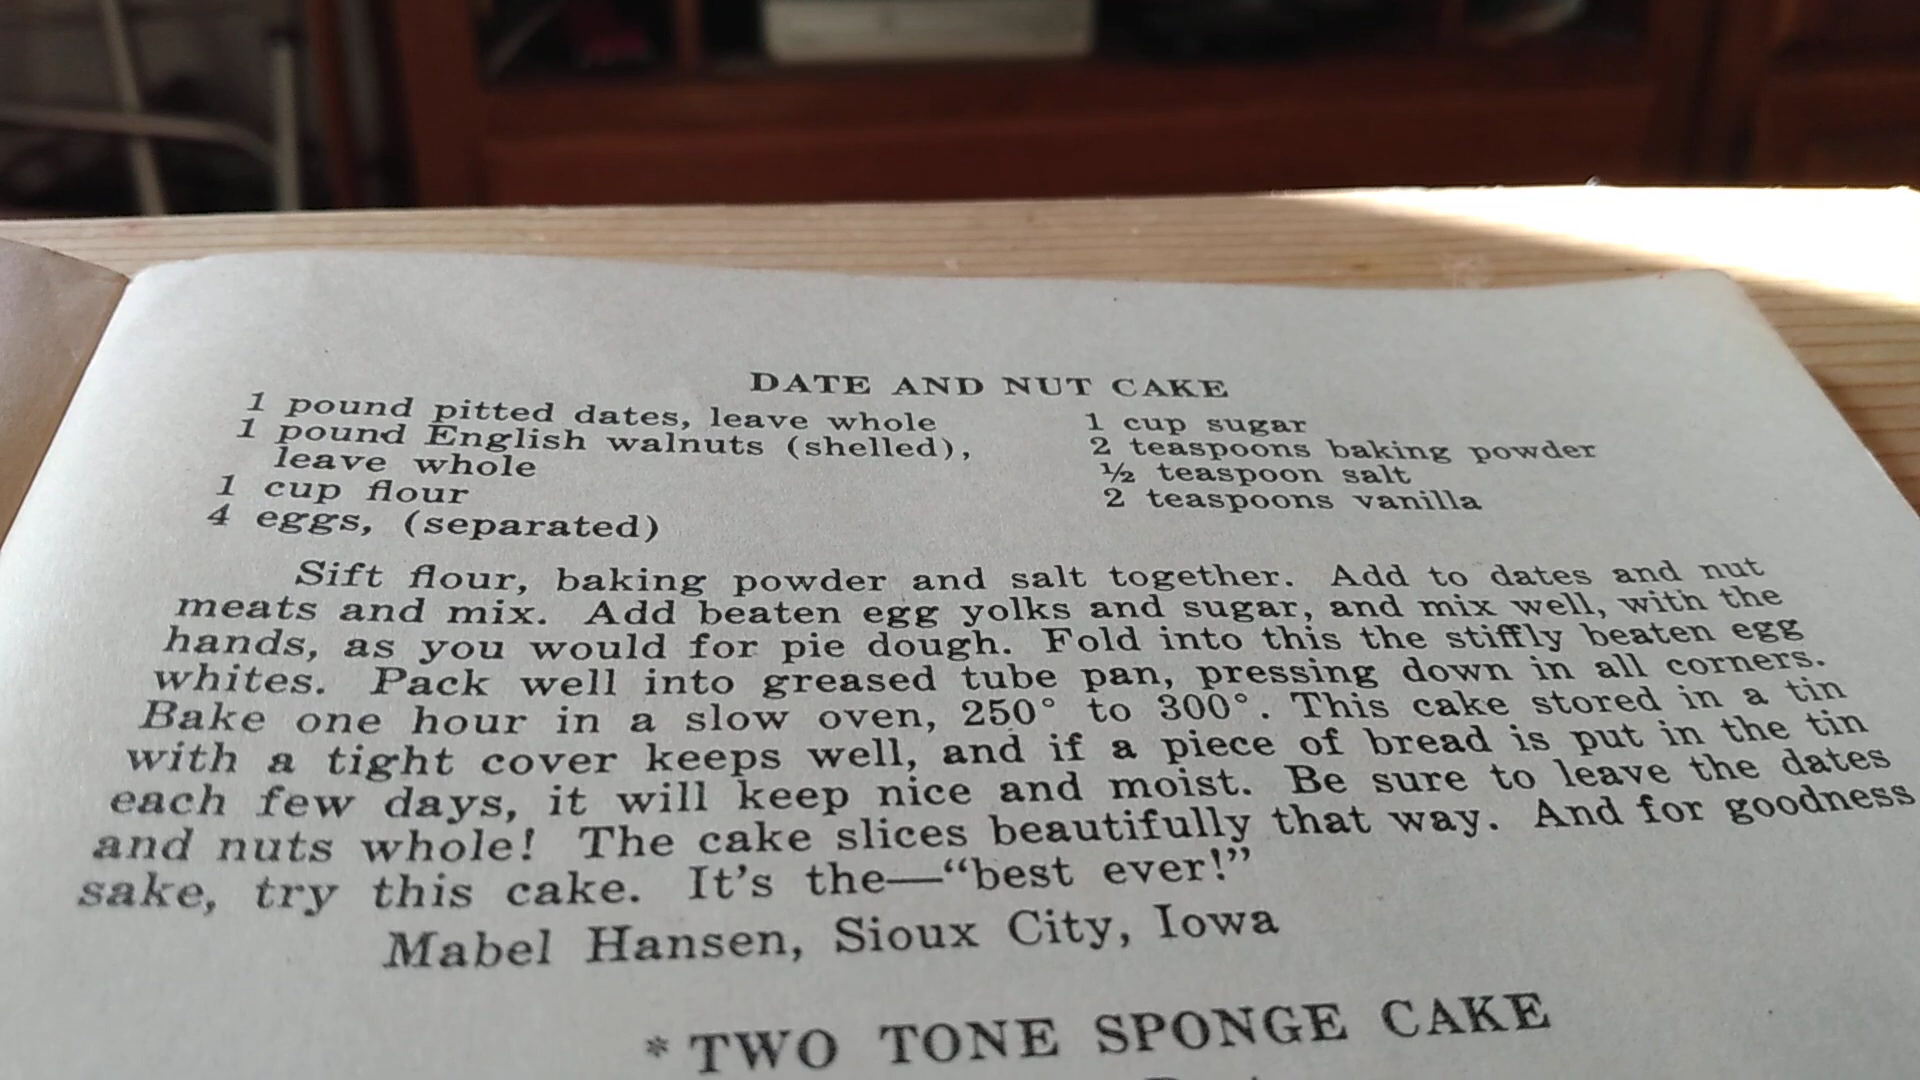 DATE AND NUT CAKE
1 pound pitted dates, leave whole
1 pound English walnuts (shelled),
leave whole
1 cup flour
4 eggs, (separated)
1 cup sugar
2 teaspoons baking powder
½ teaspoon salt
2 teaspoons vanilla
Sift flour, baking powder and salt together. Add to dates and nut
meats and mix. Add beaten egg yolks and sugar, and mix well, with the
hands, as you would for pie dough. Fold into this the stiffly beaten egg
whites. Pack well into greased tube pan, pressing down in all corners.
Bake one hour in a slow oven, 250° to 300°. This cake stored in a tin
with a tight cover keeps well, and if a piece of bread is put in the tin
each few days, it will keep nice and moist. Be sure to leave the dates
and nuts whole! The cake slices beautifully that way. And for goodness
sake, try this cake. It's the—“best ever!”
Mabel Hansen, Sioux City, Iowa
*TWO TONE SPONGE CAKE